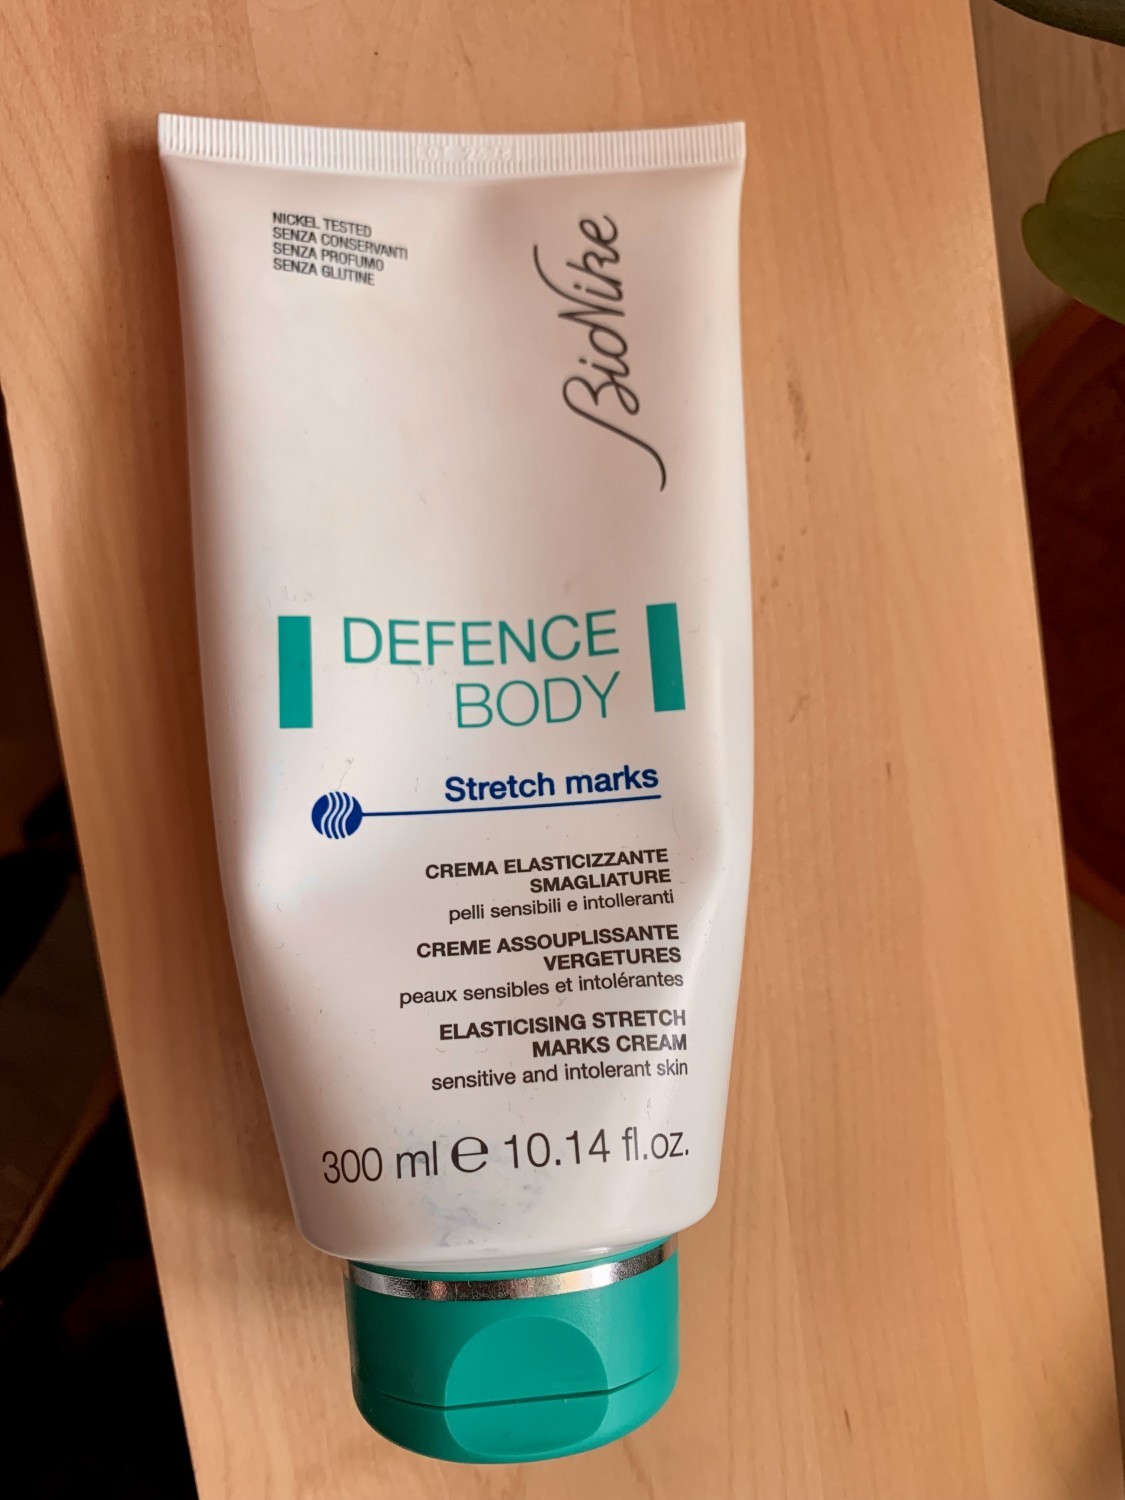 NICKEL TESTED
SENZA CONSERVANTI
SENZA PROFUMO
SENZA GLUTINE
BioNike
DEFENCE
BODY
Stretch marks
CREMA ELASTICIZZANTE
SMAGLIATURE
pelli sensibili e intolleranti
CREME ASSOUPLISSANTE
VERGETURES
peaux sensibles et intolérantes
ELASTICISING STRETCH
MARKS CREAM
sensitive and intolerant skin
300 ml ℮ 10.14 fl.oz.